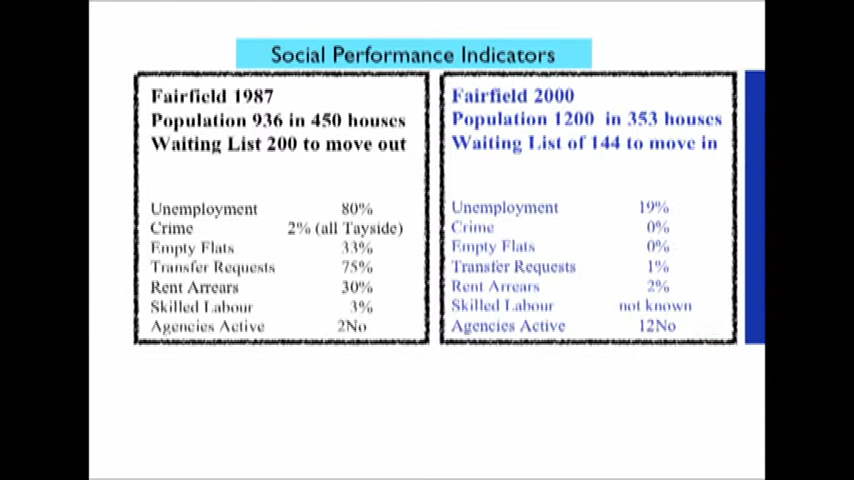 Social Performance Indicators
Fairfield 1987
Population 936 in 450 houses
Waiting List 200 to move out
Unemployment 80%
Crime 2% (all Tayside)
Empty Flats 33%
Transfer Requests 75%
Rent Arrears 30%
Skilled Labour 3%
Agencies Active 2No
Fairfield 2000
Population 1200 in 353 houses
Waiting List of 144 to move in
Unemployment 19%
Crime 0%
Empty Flats 0%
Transfer Requests 1%
Rent Arrears 2%
Skilled Labour not known
Agencies Active 12No